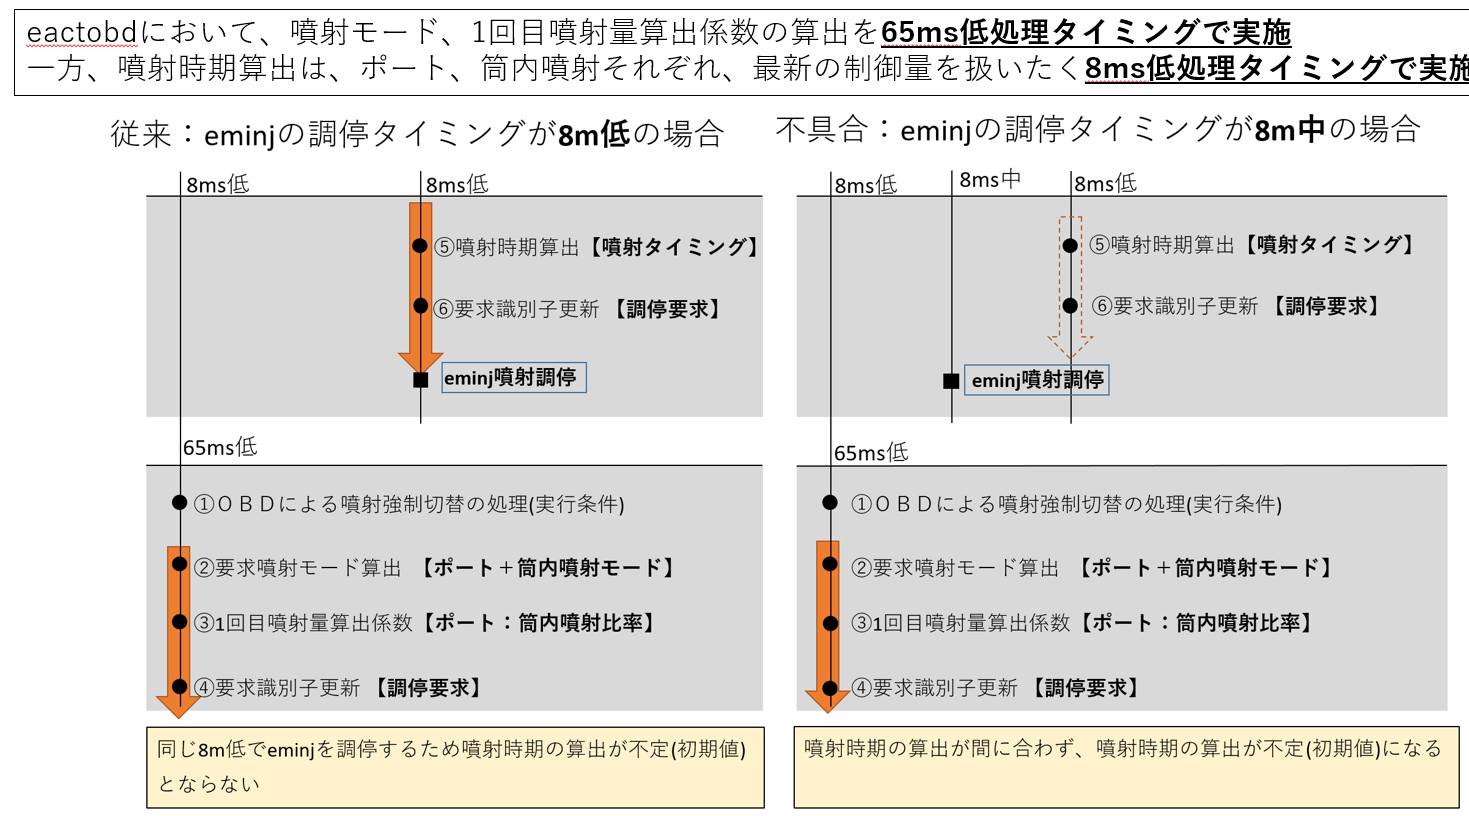 eactobdにおいて、噴射モード、1回目噴射量算出係数の算出を65ms低処理タイミングで実施
一方、噴射時期算出は、ポート、筒内噴射それぞれ、最新の制御量を扱いたく8ms低処理タイミングで実施
従来：eminjの調停タイミングが8m低の場合
8ms低
8ms低
⑤噴射時期算出【噴射タイミング】
⑥要求識別子更新 【調停要求】
eminj噴射調停
65ms低
①ＯＢＤによる噴射強制切替の処理(実行条件)
②要求噴射モード算出 【ポート＋筒内噴射モード】
③1回目噴射量算出係数【ポート：筒内噴射比率】
④要求識別子更新 【調停要求】
同じ8m低でeminjを調停するため噴射時期の算出が不定(初期値)
とならない
不具合：eminjの調停タイミングが8m中の場合
8ms低
8ms中
8ms低
⑤噴射時期算出【噴射タイミング】
⑥要求識別子更新 【調停要求】
eminj噴射調停
65ms低
①ＯＢＤによる噴射強制切替の処理(実行条件)
②要求噴射モード算出 【ポート＋筒内噴射モード】
③1回目噴射量算出係数【ポート：筒内噴射比率】
④要求識別子更新 【調停要求】
噴射時期の算出が間に合わず、噴射時期の算出が不定(初期値)になる